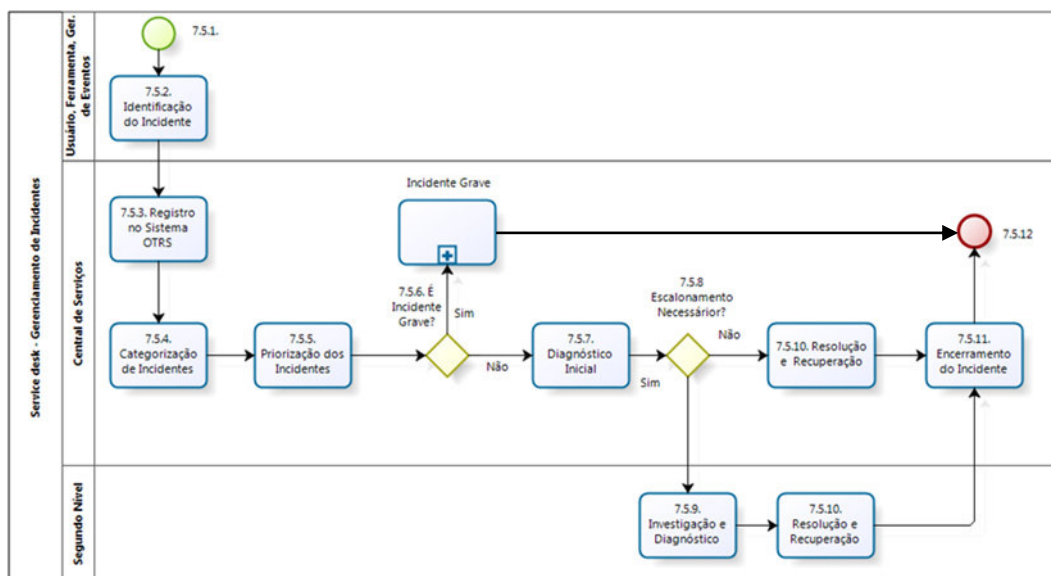 Service desk - Gerenciamento de Incidentes
Usuário, Ferramenta, Ger.
de Eventos
7.5.1.
7.5.2.
Identificação
do Incidente
Central de Serviços
7.5.3. Registro
no Sistema
OTRS
7.5.4.
Categorização
de Incidentes
7.5.5.
Priorização dos
Incidentes
Incidente Grave
7.5.6. É
Incidente
Grave?
Sim
Não
7.5.7.
Diagnóstico
Inicial
7.5.8
Escalonamento
Necessárior?
Não
Sim
7.5.10. Resolução
e Recuperação
7.5.11.
Encerramento
do Incidente
7.5.12
Segundo Nível
7.5.9.
Investigação e
Diagnóstico
7.5.10.
Resolução e
Recuperação